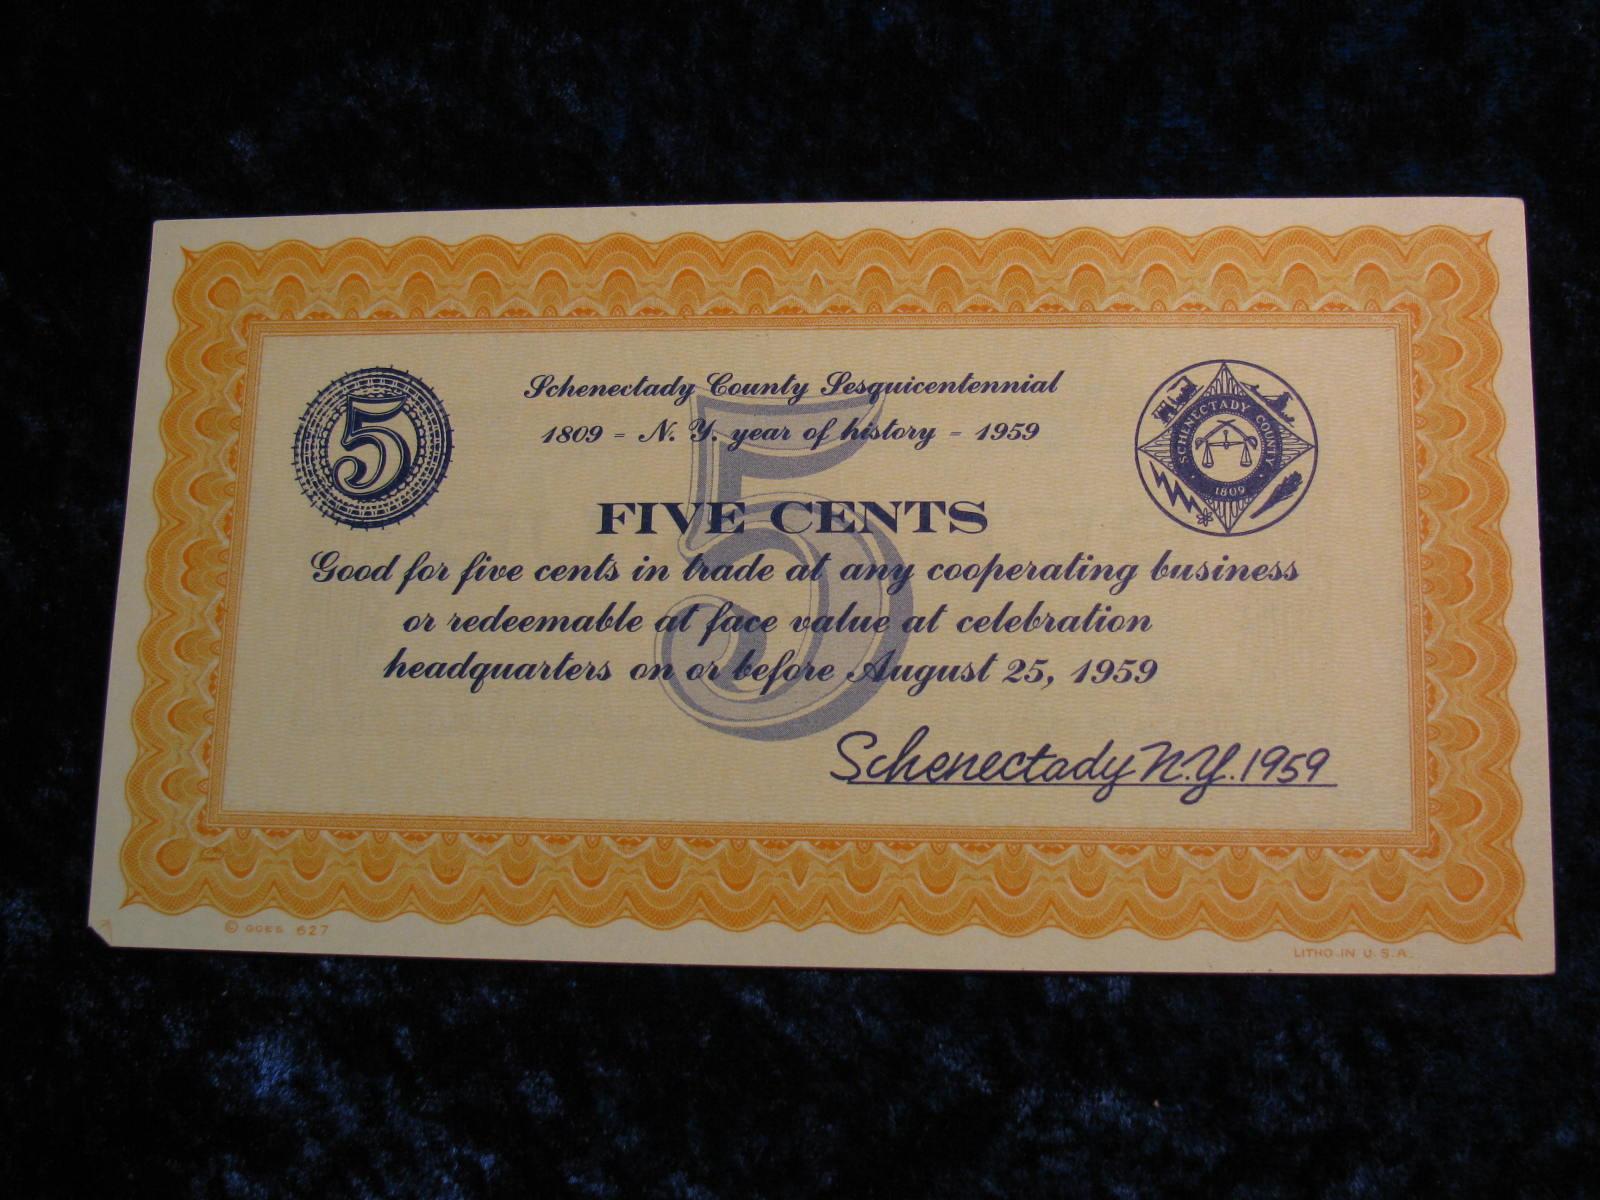 Schenectady County Sesquicentennial
1809 = N. Y. year of history = 1959
5
SCHENECTADY COUNTY
1809
5
FIVE CENTS
Good for five cents in trade at any cooperating business
or redeemable at face value at celebration
headquarters on or before August 25, 1959
Schenectady N.Y. 1959
© GOES 627
LITHO. IN U. S. A.